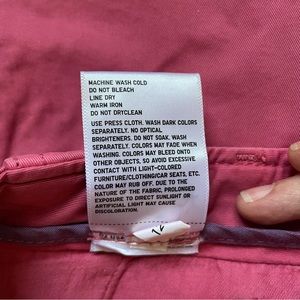 MACHINE WASH COLD
DO NOT BLEACH
LINE DRY
WARM IRON
DO NOT DRYCLEAN
USE PRESS CLOTH. WASH DARK COLORS
SEPARATELY. NO OPTICAL
BRIGHTENERS. DO NOT SOAK. WASH
SEPARATELY. COLORS MAY FADE WHEN
WASHING. COLORS MAY BLEED ONTO
OTHER OBJECTS, SO AVOID EXCESSIVE
CONTACT WITH LIGHT-COLORED
FURNITURE/CLOTHING/CAR SEATS, ETC.
COLOR MAY RUB OFF. DUE TO THE
NATURE OF THE FABRIC, PROLONGED
EXPOSURE TO DIRECT SUNLIGHT OR
ARTIFICIAL LIGHT MAY CAUSE
DISCOLORATION.